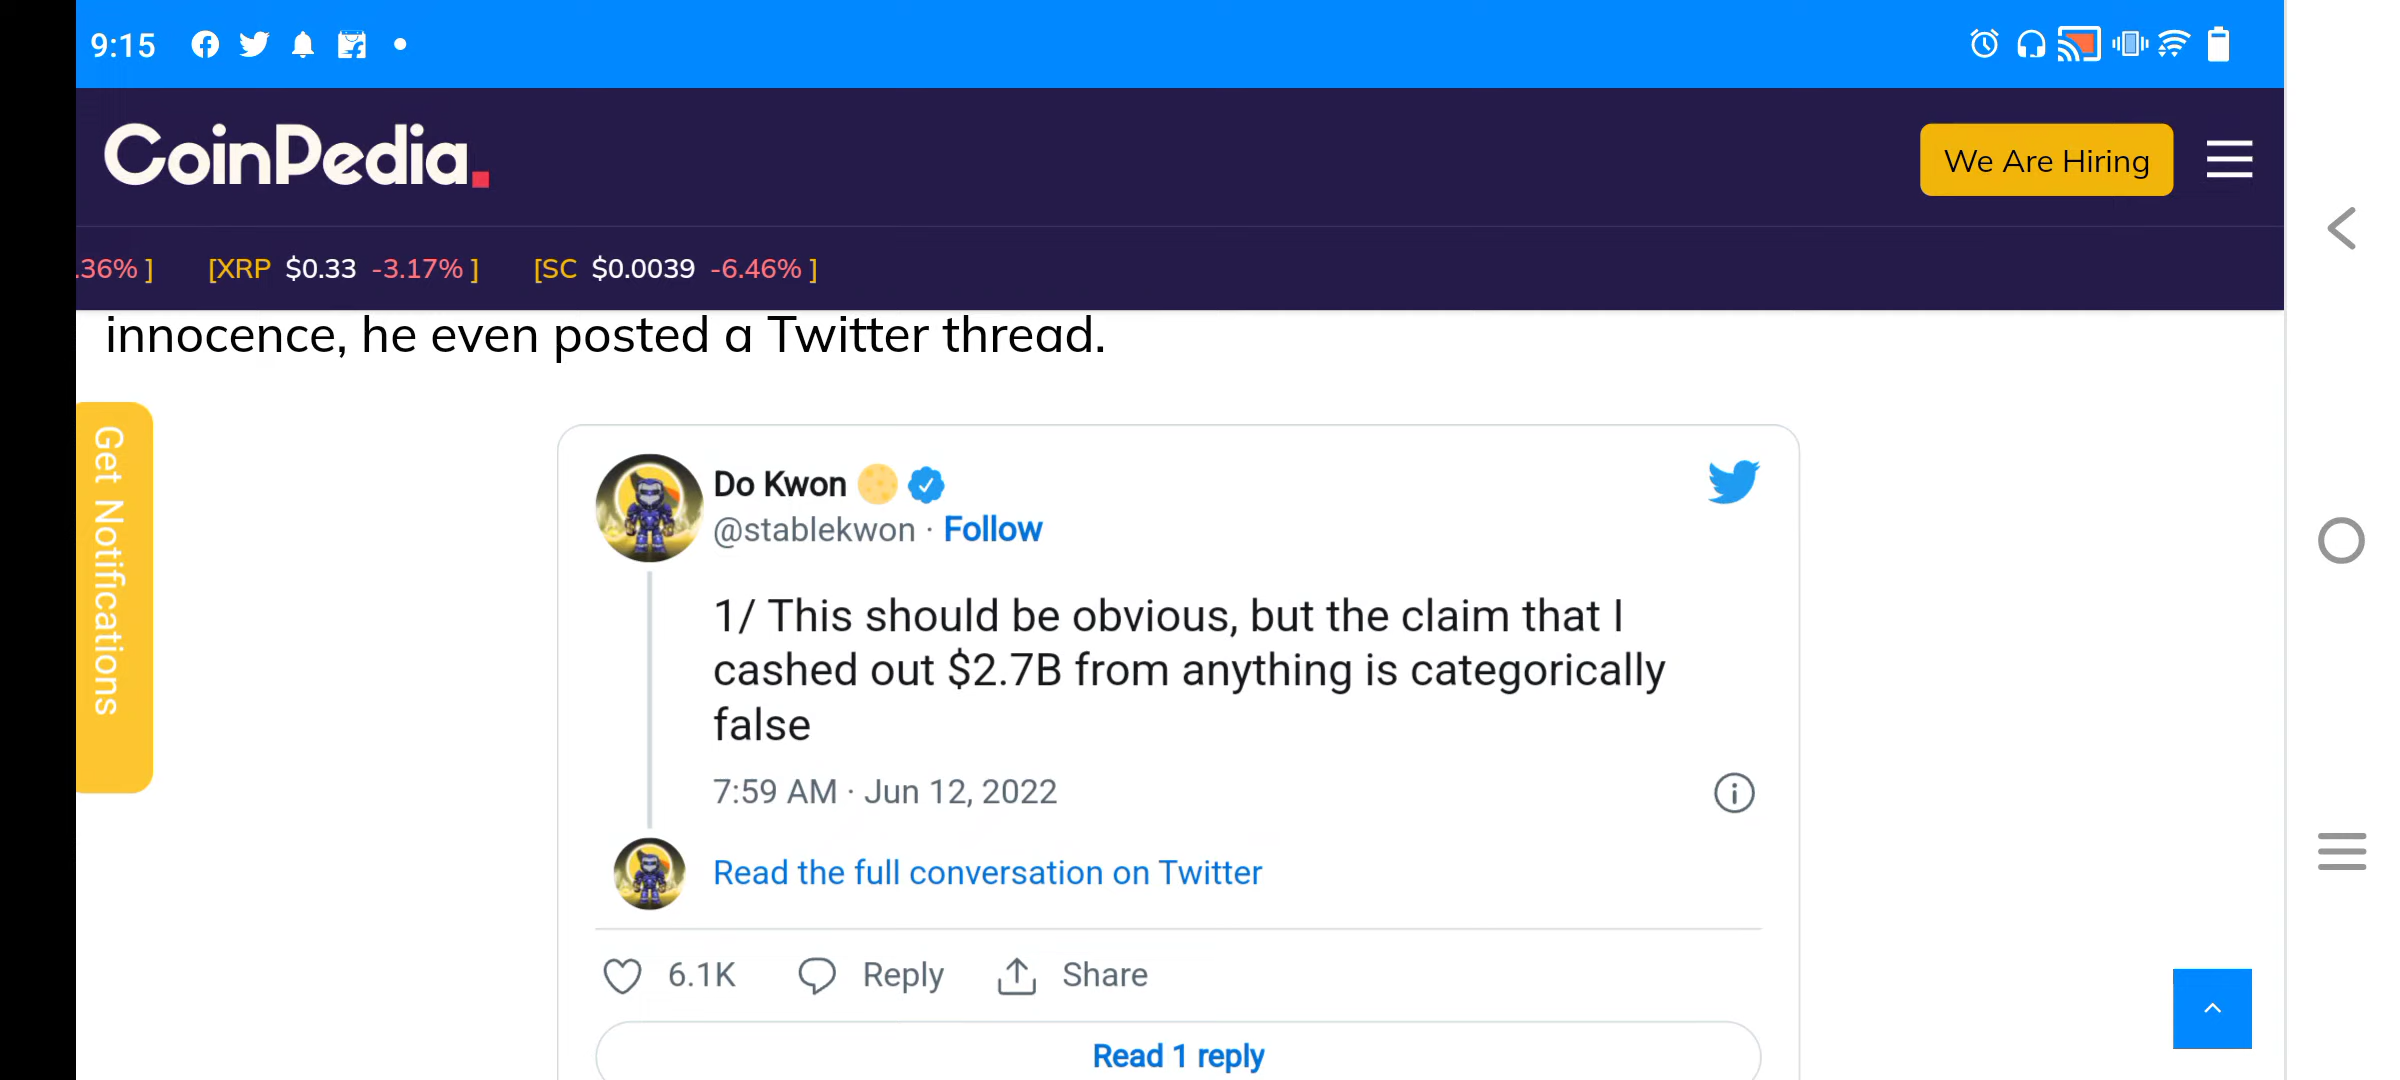 9:15
CoinPedia.
We Are Hiring
.36% ] [XRP $0.33 -3.17% ] [SC $0.0039 -6.46% ]
innocence, he even posted a Twitter thread.
Get Notifications
Do Kwon
@stablekwon · Follow
1/ This should be obvious, but the claim that I
cashed out $2.7B from anything is categorically
false
7:59 AM · Jun 12, 2022
Read the full conversation on Twitter
6.1K Reply Share
Read 1 reply